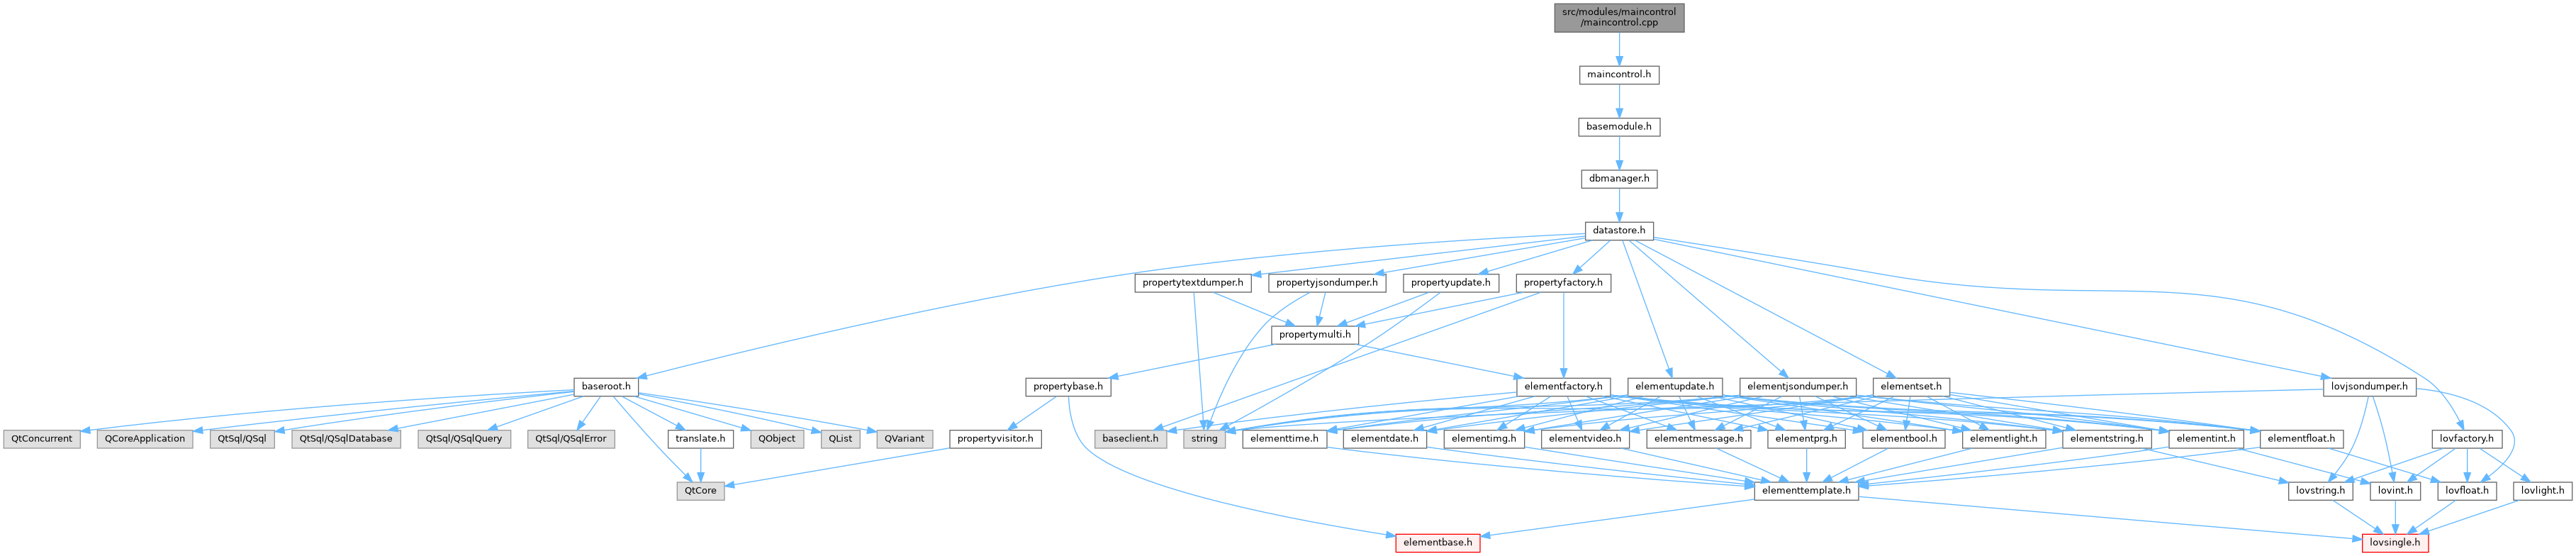 src/modules/maincontrol
/maincontrol.cpp
maincontrol.h
basemodule.h
dbmanager.h
datastore.h
propertytextdumper.h
propertyjsondumper.h
propertyupdate.h
propertyfactory.h
propertymulti.h
baseroot.h
propertybase.h
elementfactory.h
elementupdate.h
elementjsondumper.h
elementset.h
lovjsondumper.h
QtConcurrent
QCoreApplication
QtSql/QSql
QtSql/QSqlDatabase
QtSql/QSqlQuery
QtSql/QSqlError
translate.h
QObject
QList
QVariant
propertyvisitor.h
baseclient.h
string
elementtime.h
elementdate.h
elementimg.h
elementvideo.h
elementmessage.h
elementprg.h
elementbool.h
elementlight.h
elementstring.h
elementint.h
elementfloat.h
lovfactory.h
QtCore
elementtemplate.h
lovstring.h
lovint.h
lovfloat.h
lovlight.h
elementbase.h
lovsingle.h